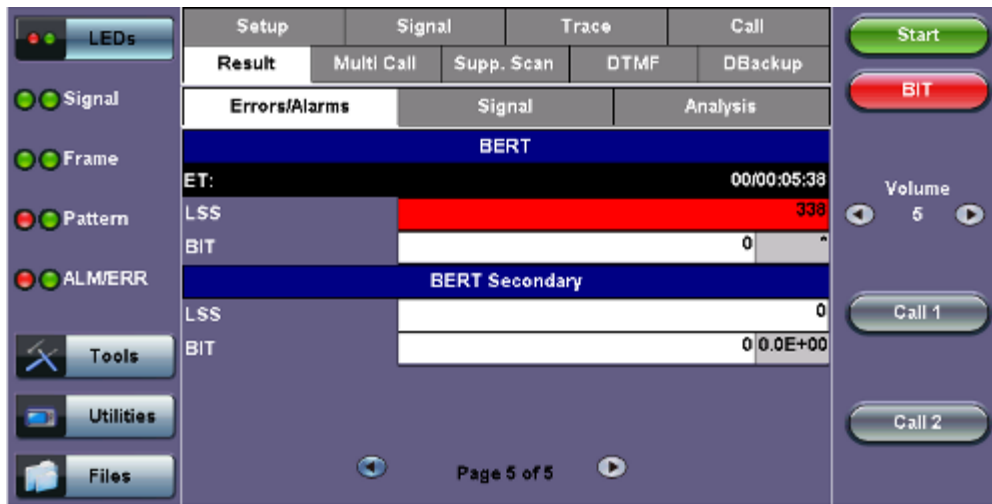 LEDs
Setup Signal Trace Call
Start
Result Multi Call Supp. Scan DTMF DBackup
BIT
Signal
Errors/Alarms Signal Analysis
BERT
Frame
ET: 00/00:05:38
Volume
5
Pattern
LSS 338
BIT 0 *
ALM/ERR
BERT Secondary
LSS 0
Call 1
Tools
BIT 0 0.0E+00
Utilities
Call 2
Files
Page 5 of 5